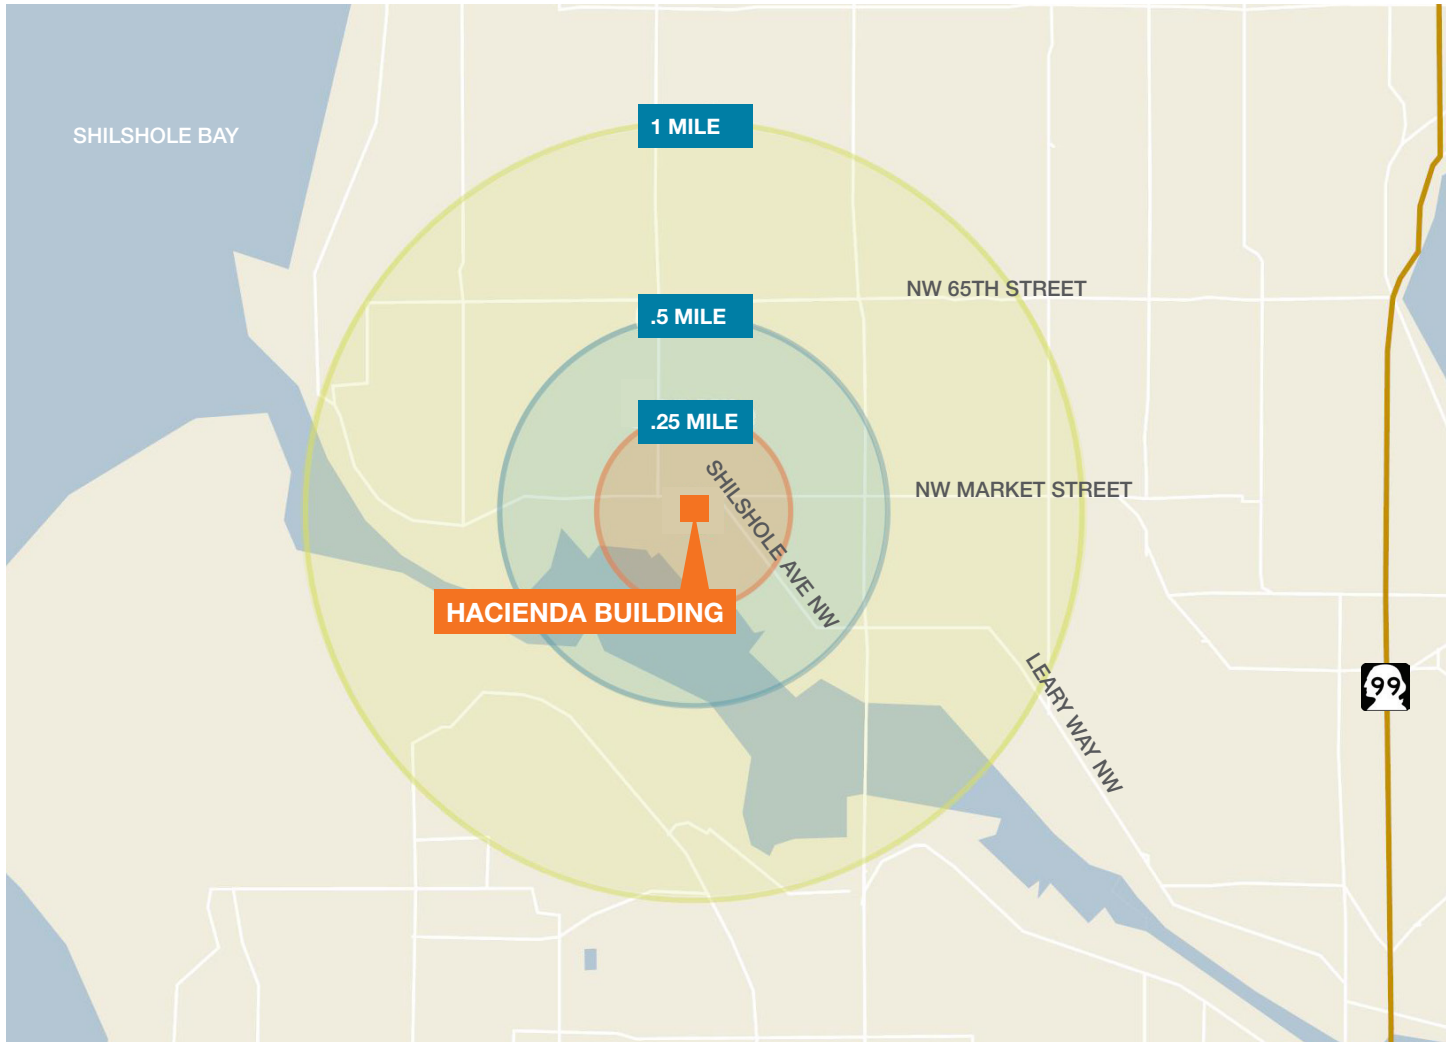 1 MILE
SHILSHOLE BAY
NW 65TH STREET
.5 MILE
.25 MILE
SHILSHOLE AVE NW
NW MARKET STREET
HACIENDA BUILDING
LEARY WAY NW
99